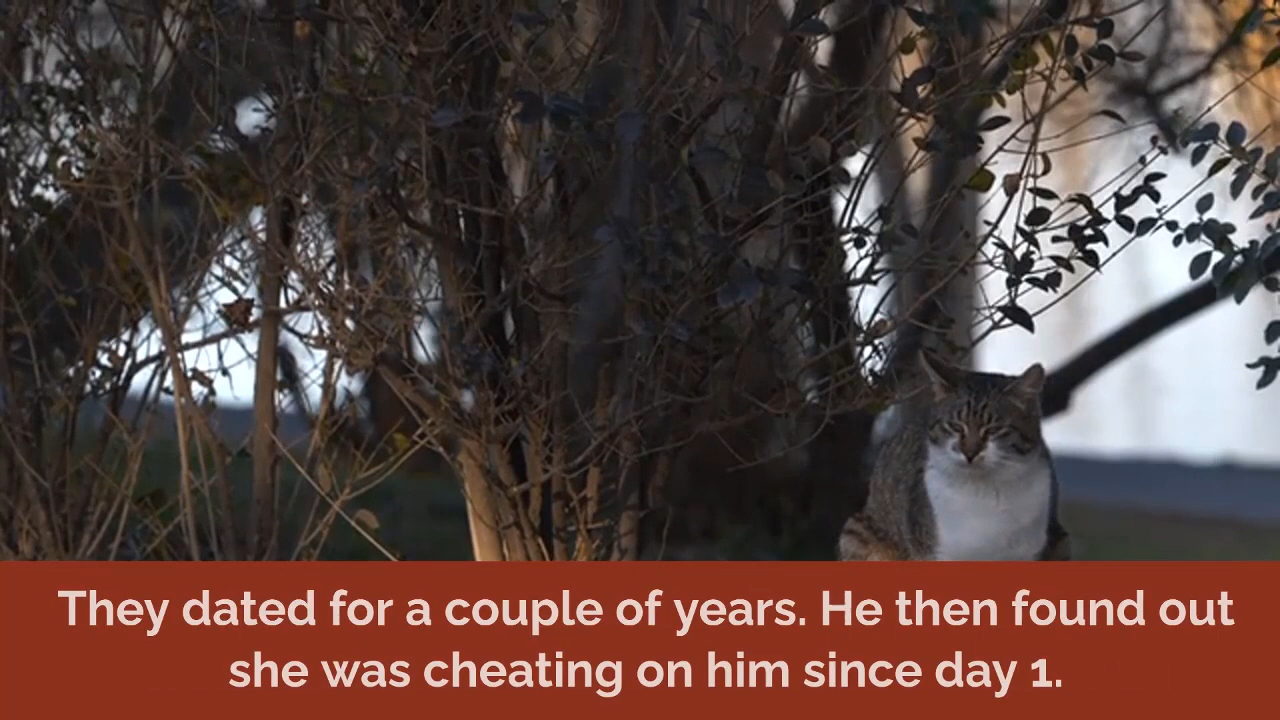 They dated for a couple of years. He then found out
she was cheating on him since day 1.